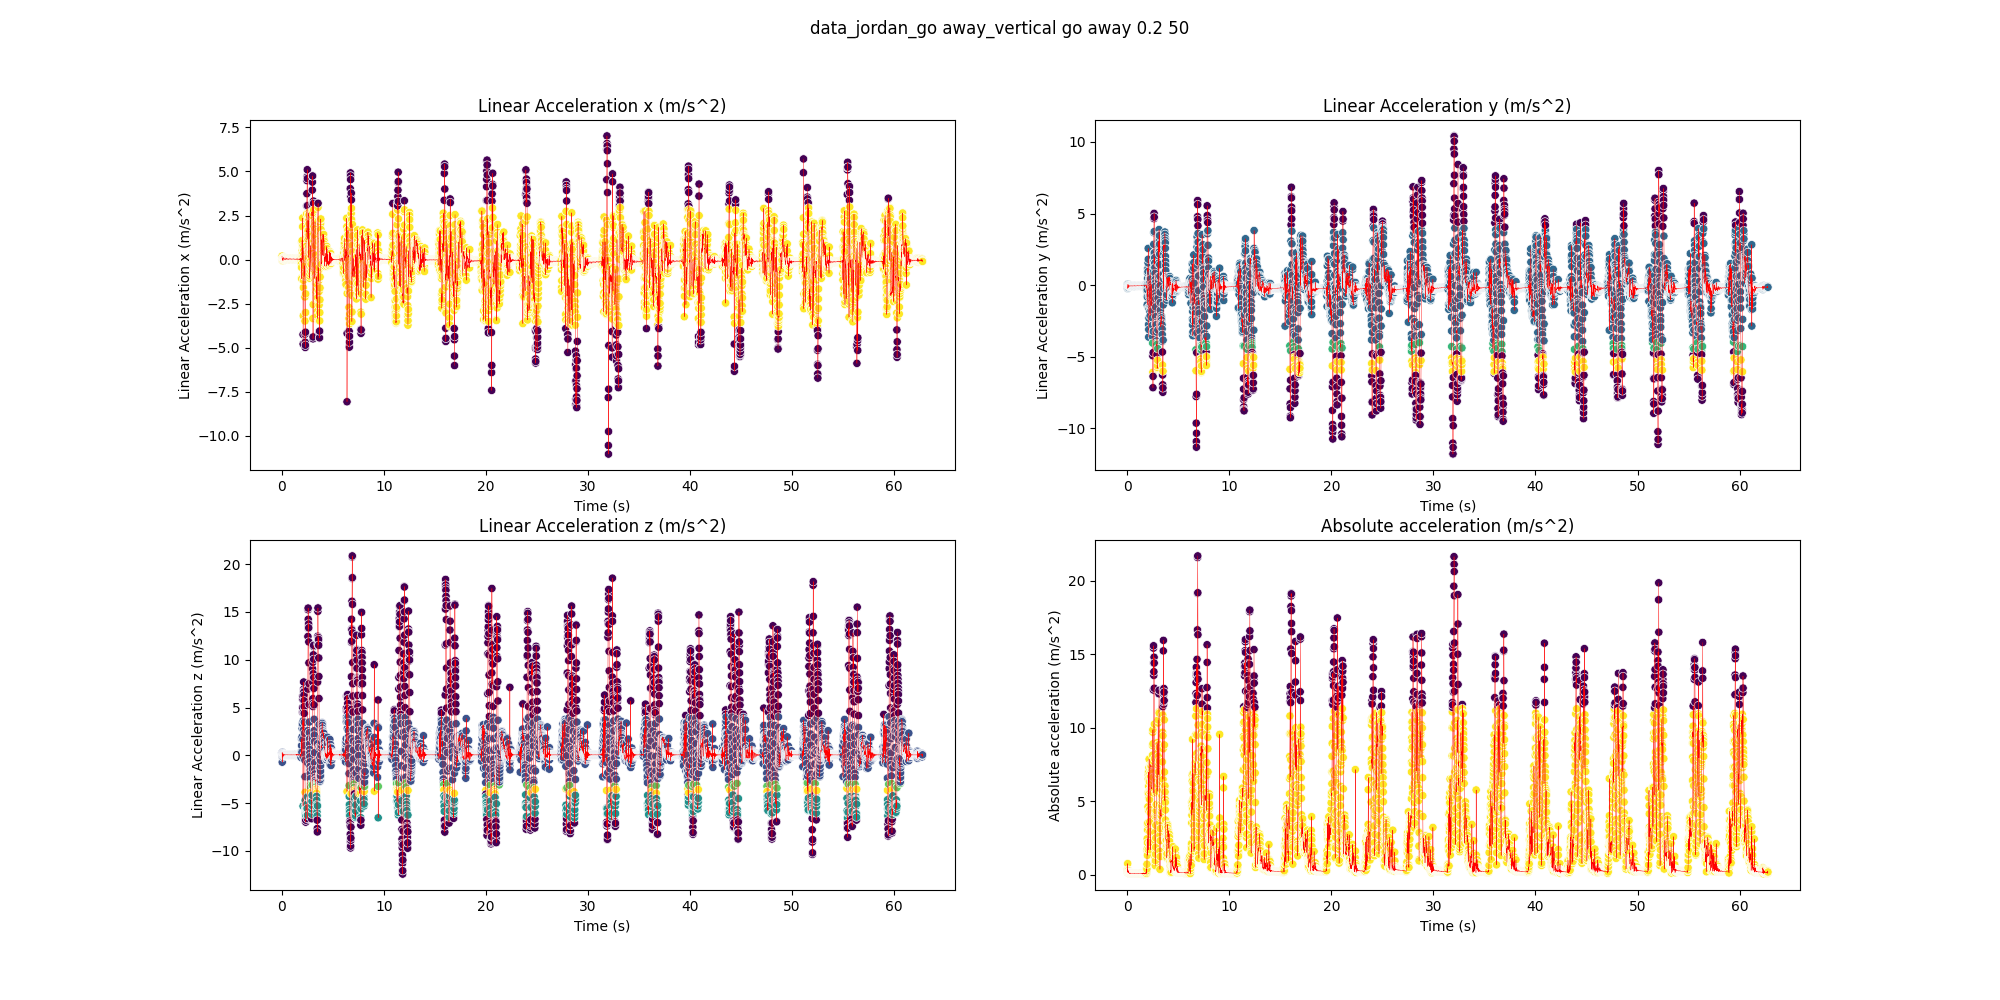 data_jordan_go away_vertical go away 0.2 50
Linear Acceleration x (m/s^2)
Linear Acceleration x (m/s^2)
7.5
5.0
2.5
0.0
−2.5
−5.0
−7.5
−10.0
0 10 20 30 40 50 60
Time (s)
Linear Acceleration y (m/s^2)
Linear Acceleration y (m/s^2)
10
5
0
−5
−10
0 10 20 30 40 50 60
Time (s)
Linear Acceleration z (m/s^2)
Linear Acceleration z (m/s^2)
20
15
10
5
0
−5
−10
0 10 20 30 40 50 60
Time (s)
Absolute acceleration (m/s^2)
Absolute acceleration (m/s^2)
20
15
10
5
0
0 10 20 30 40 50 60
Time (s)